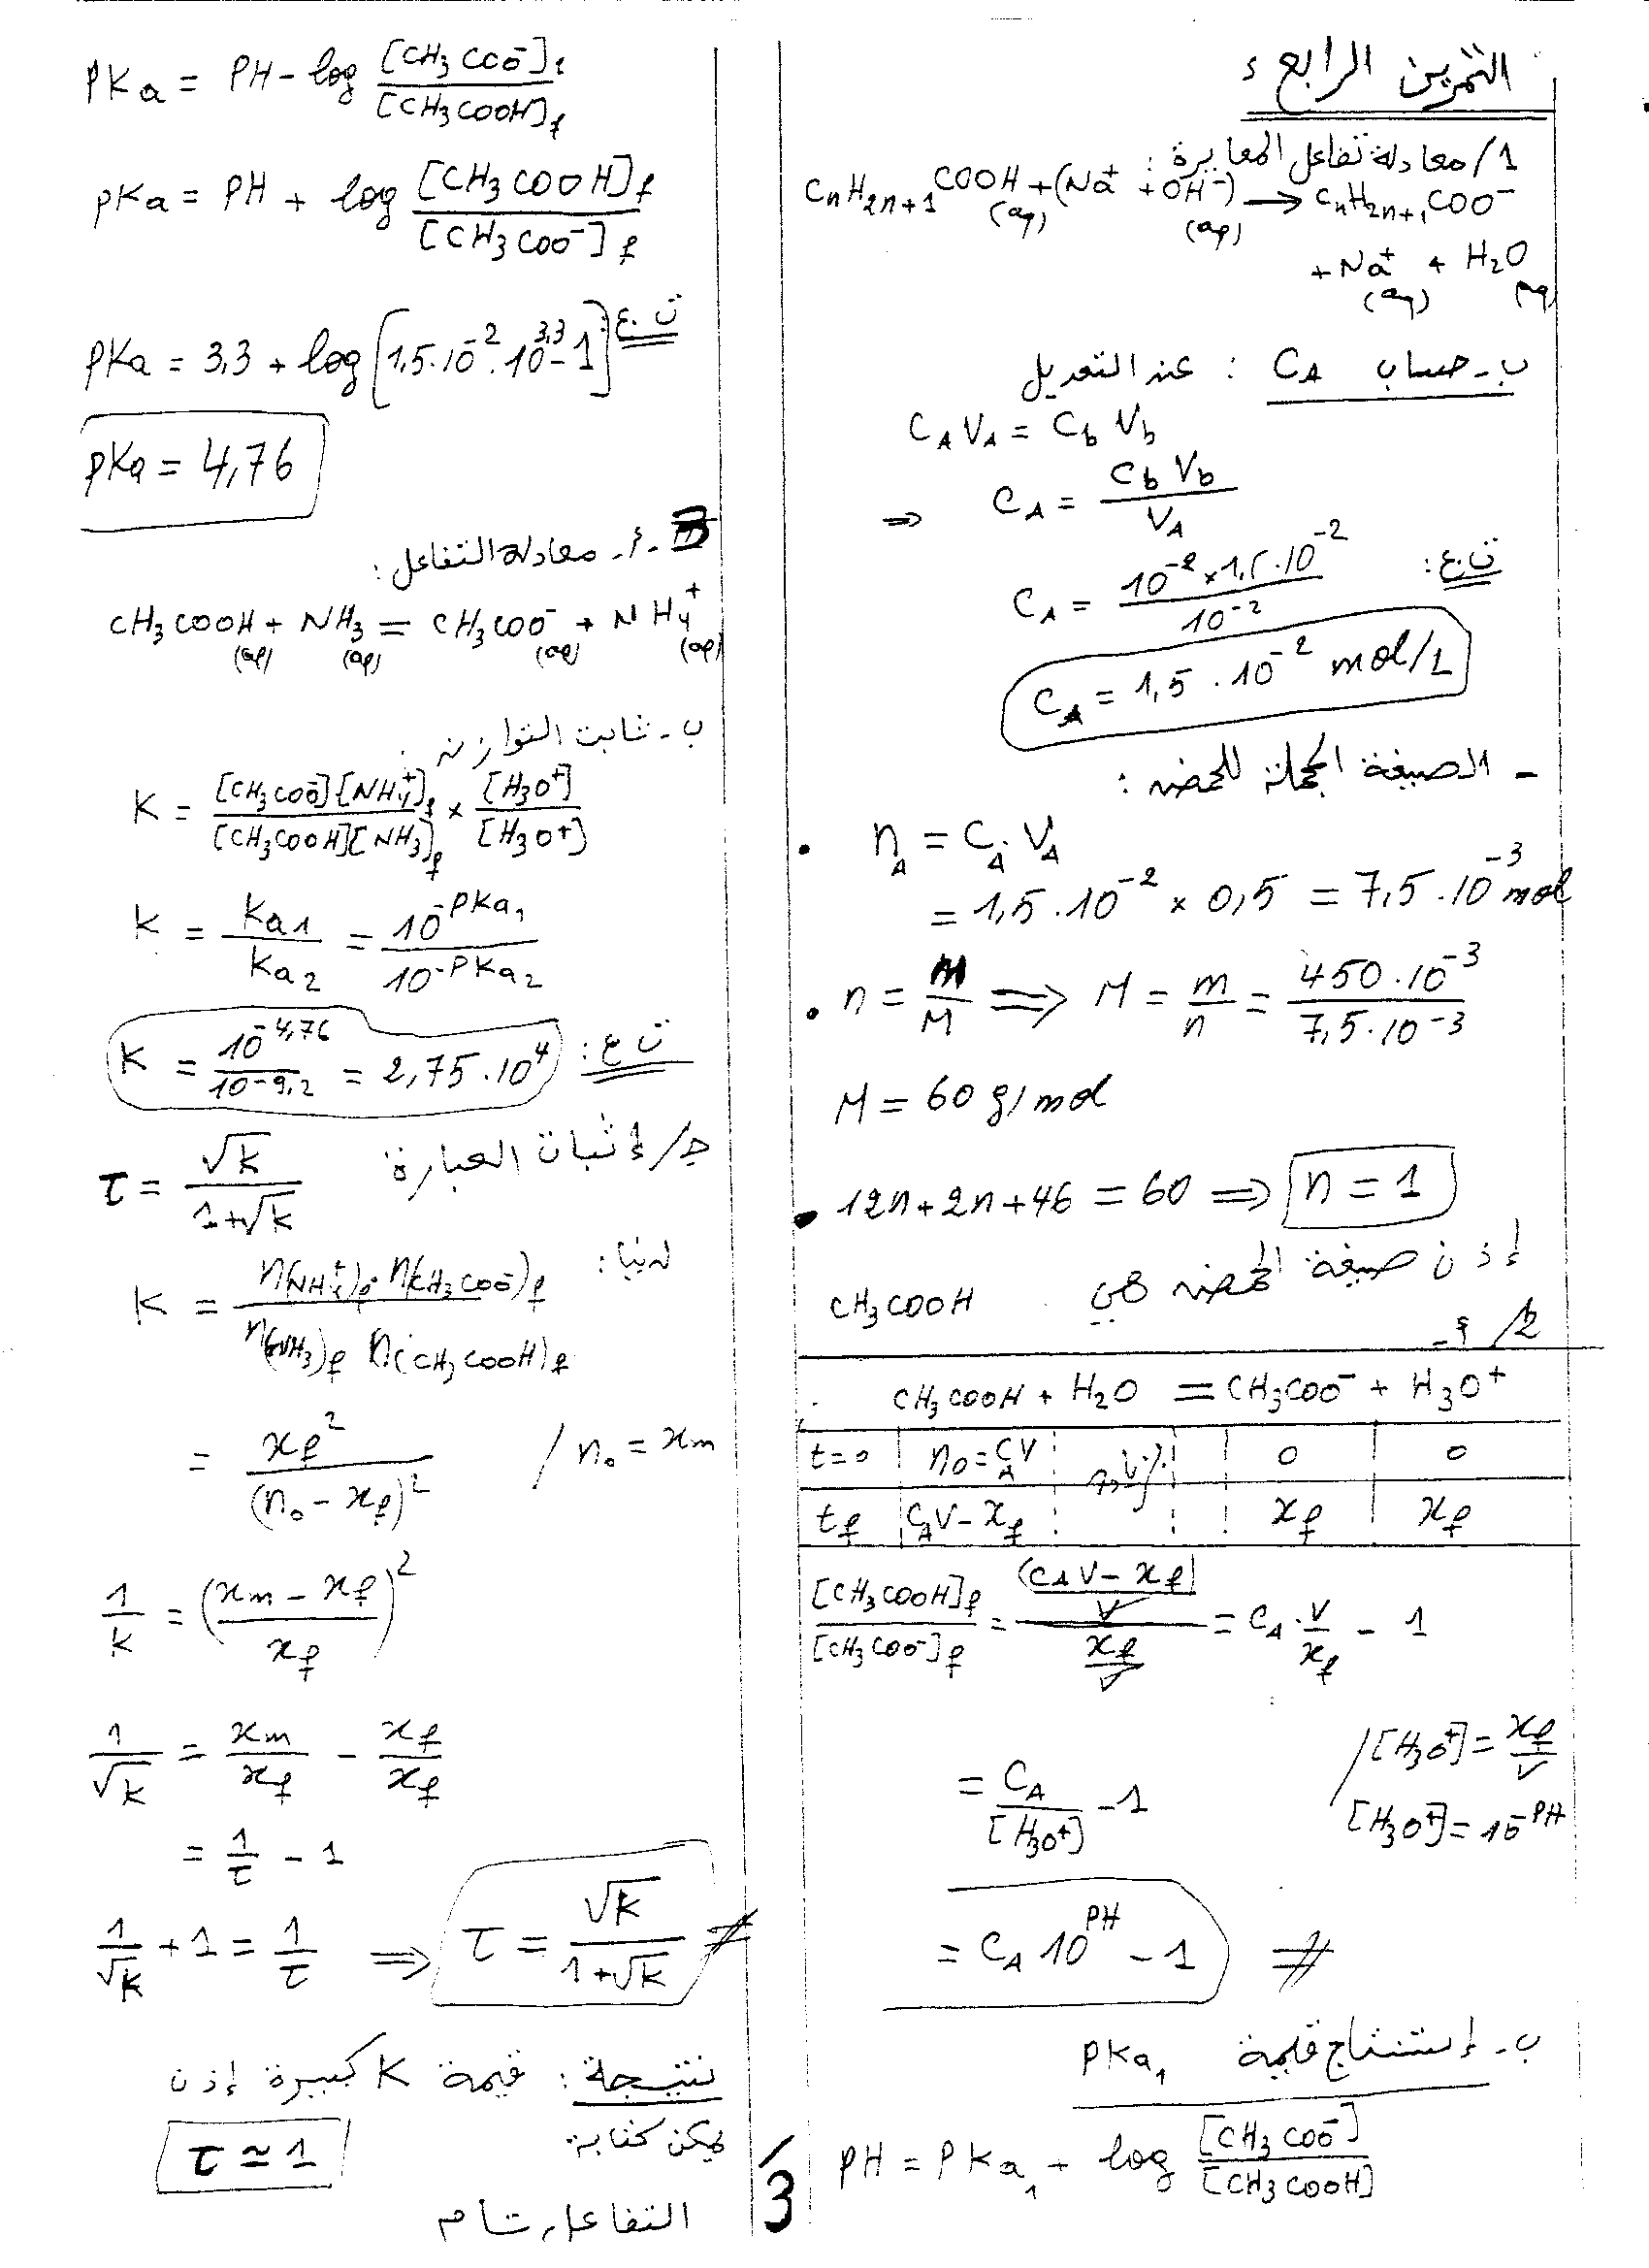 التمرين الرابع :
1/ معادلة تفاعل المعايرة :
CnH2n+1COOH(aq) + (Na⁺ + OH⁻)(aq) → CnH2n+1COO⁻
+ Na⁺(aq) + H2O(aq)
ب- حساب CA : عند التعديل
CA VA = Cb Vb
⇒ CA = Cb Vb / VA
ت.ع: CA = 10⁻² × 1,5.10⁻² / 10⁻²
CA = 1,5 . 10⁻² mol/L
- الصيغة المجملة للحمض :
• nA = CA . VA
= 1,5 . 10⁻² × 0,5 = 7,5 . 10⁻³ mol
• n = m/M ⇒ M = m/n = 450 . 10⁻³ / 7,5 . 10⁻³
M = 60 g/mol
• 12n + 2n + 46 = 60 ⇒ n = 1
إذن صيغة الحمض هي CH3COOH
2/ أ-
CH3COOH + H2O = CH3COO⁻ + H3O⁺
t=0 | n0 = CAV | بوفرة | 0 | 0
tf | CAV - xf | | xf | xf
[CH3COOH]f / [CH3COO⁻]f = ((CAV - xf)/V) / (xf/V) = CA . V/xf - 1
= CA/[H3O⁺] - 1 / [H3O⁺] = xf/V
[H3O⁺] = 10⁻ᴾᴴ
= CA 10ᴾᴴ - 1 #
ب- إستنتاج قيمة PKa1
PH = PKa1 + log [CH3COO⁻]/[CH3COOH]
PKa = PH - log [CH3COO⁻]f/[CH3COOH]f
pKa = PH + log [CH3COOH]f/[CH3COO⁻]f
ت.ع: pKa = 3,3 + log [1,5.10⁻² . 10^3,3 - 1]
pKa = 4,76
3-أ- معادلة التفاعل :
CH3COOH(aq) + NH3(aq) = CH3COO⁻(aq) + NH4⁺(aq)
ب- ثابت التوازن :
K = [CH3COO⁻][NH4⁺]f / [CH3COOH][NH3]f × [H3O⁺]/[H3O⁺]
K = Ka1/Ka2 = 10^-PKa1 / 10^-PKa2
ت.ع: K = 10^-4,76 / 10^-9,2 = 2,75 . 10⁴
ج/ إثبات العبارة τ = √K / (1+√K)
لدينا : K = n(NH4⁺)f . n(CH3COO⁻)f / n(NH3)f n(CH3COOH)f
= xf² / (n0 - xf)² / n0 = xm
1/K = ((xm - xf)/xf)²
1/√K = xm/xf - xf/xf
= 1/τ - 1
1/√K + 1 = 1/τ ⇒ τ = √K / (1+√K) #
نتيجة : قيمة K كبيرة إذن
يمكن كتابة
τ ≃ 1
التفاعل تام
3